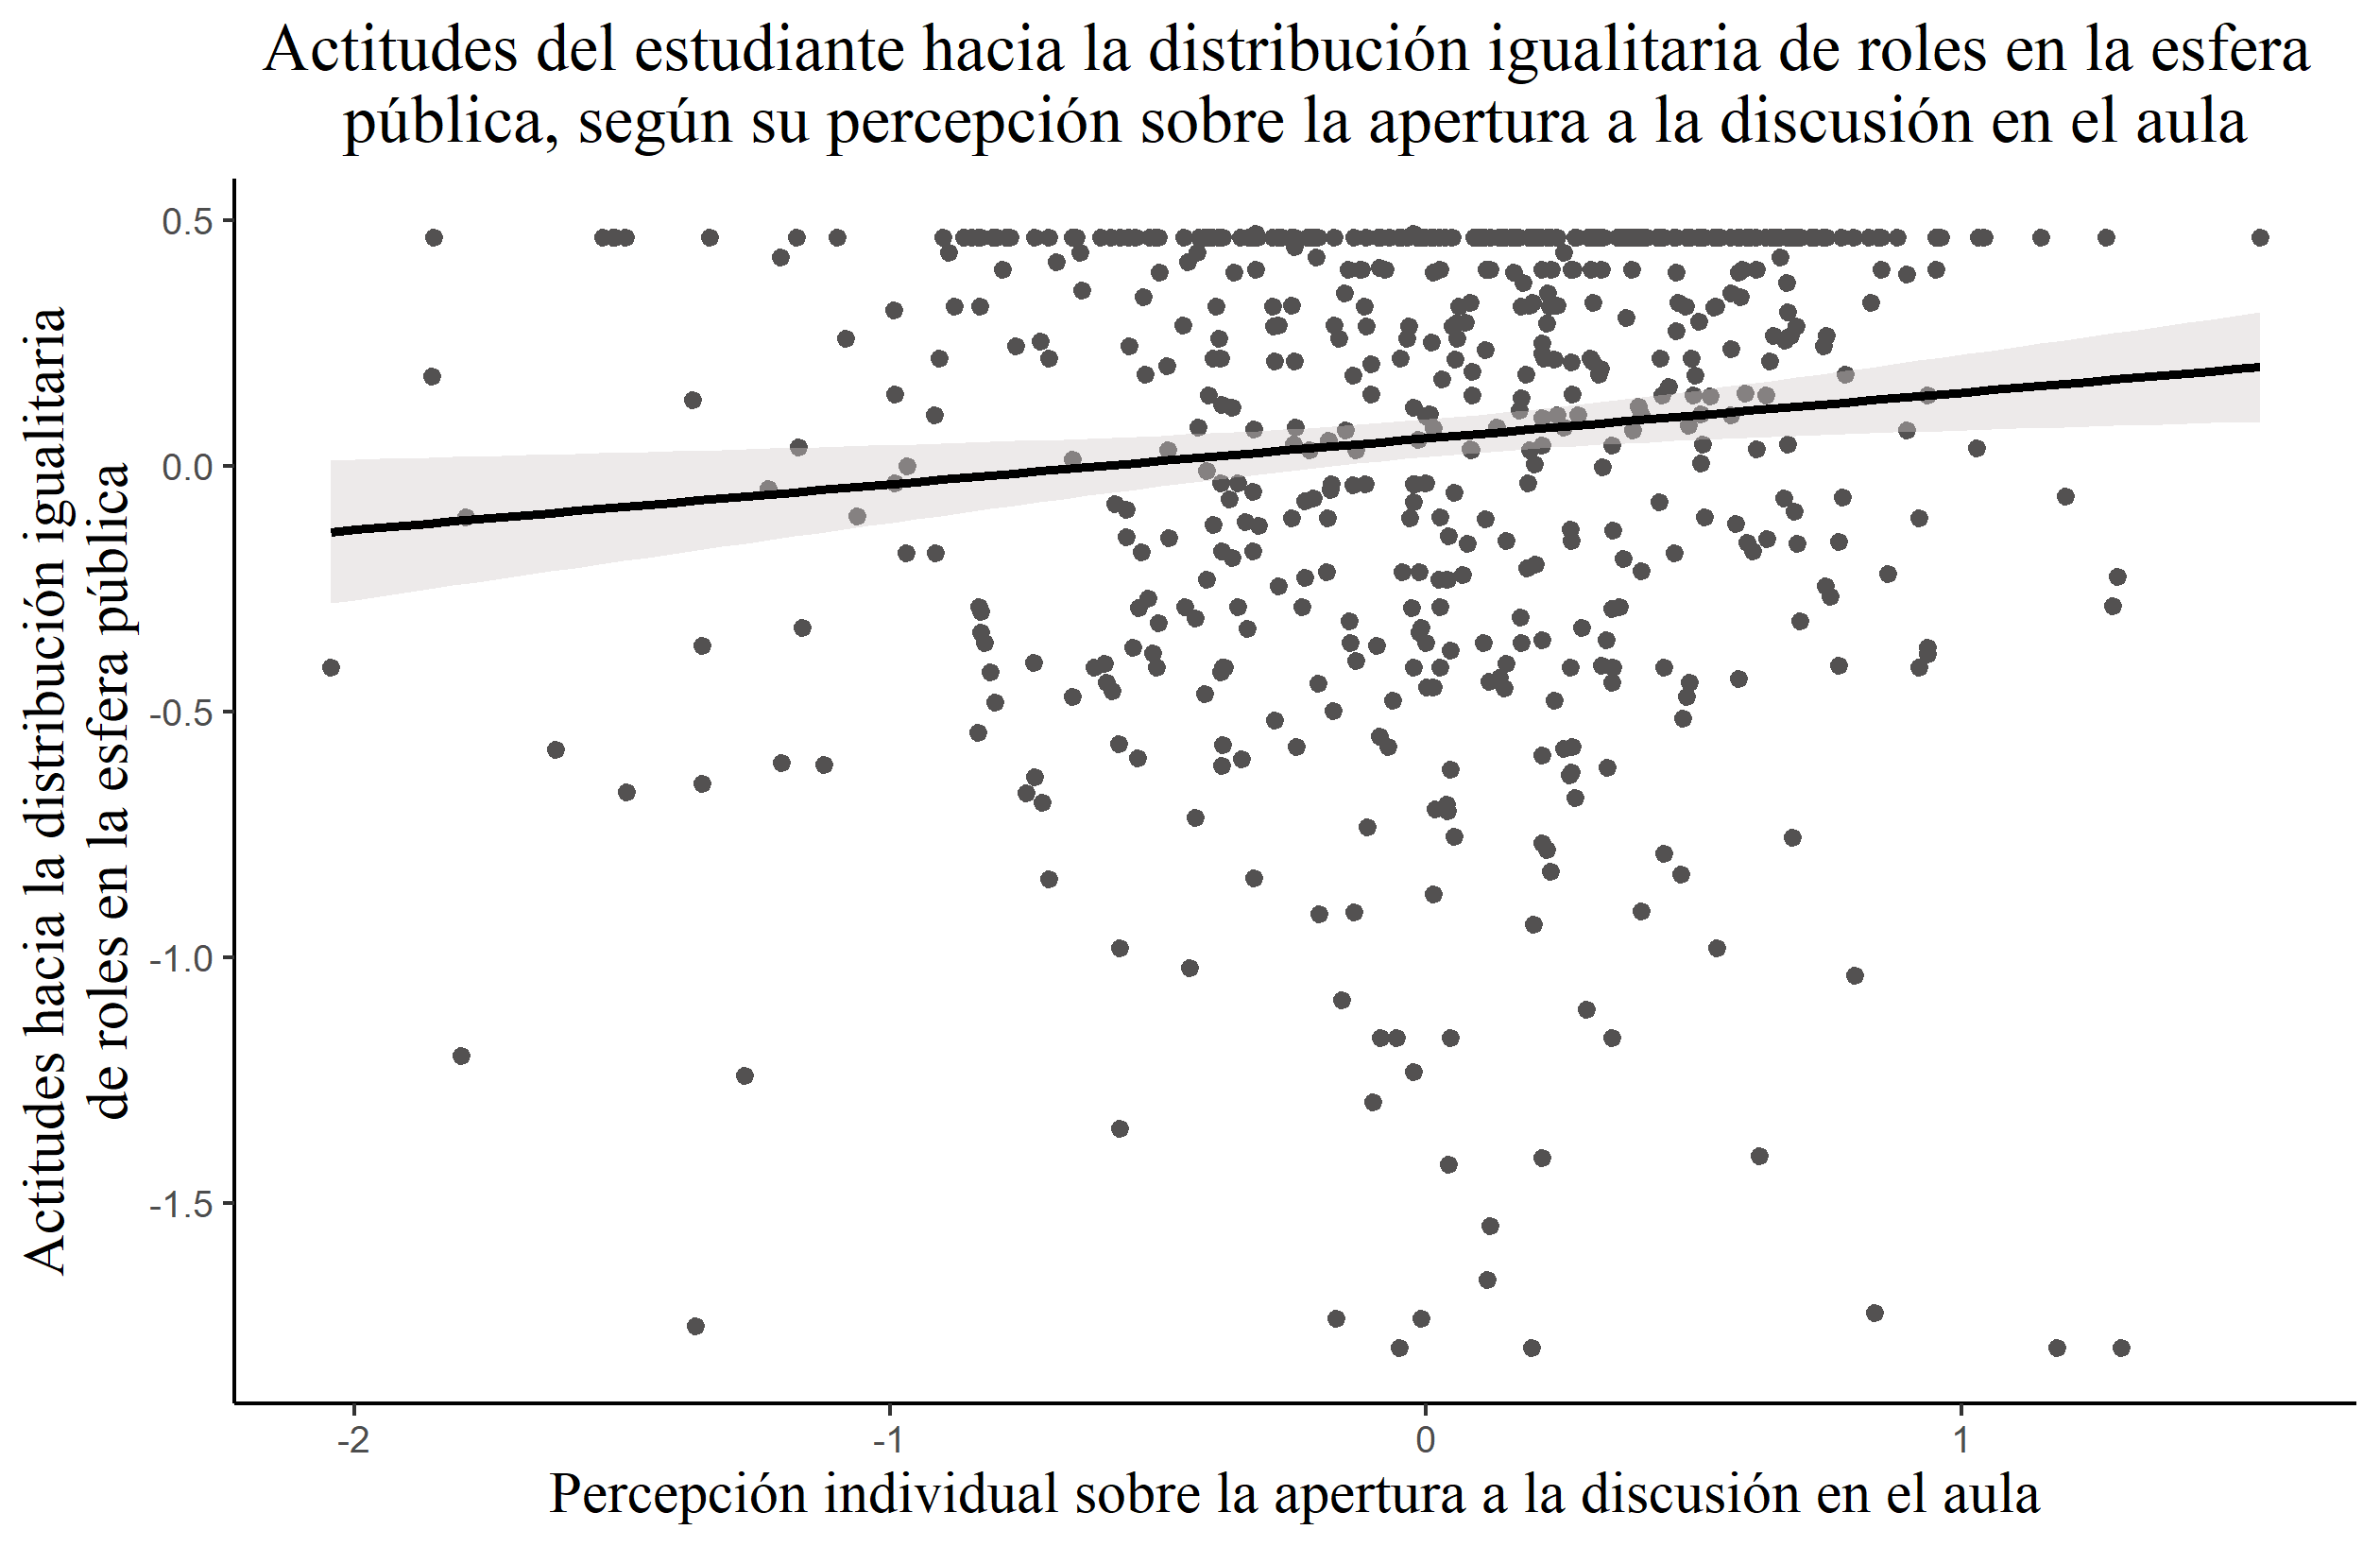 Actitudes del estudiante hacia la distribución igualitaria de roles en la esfera
pública, según su percepción sobre la apertura a la discusión en el aula
Actitudes hacia la distribución igualitaria
de roles en la esfera pública
0.5
0.0
-0.5
-1.0
-1.5
-2
-1
0
1
Percepción individual sobre la apertura a la discusión en el aula